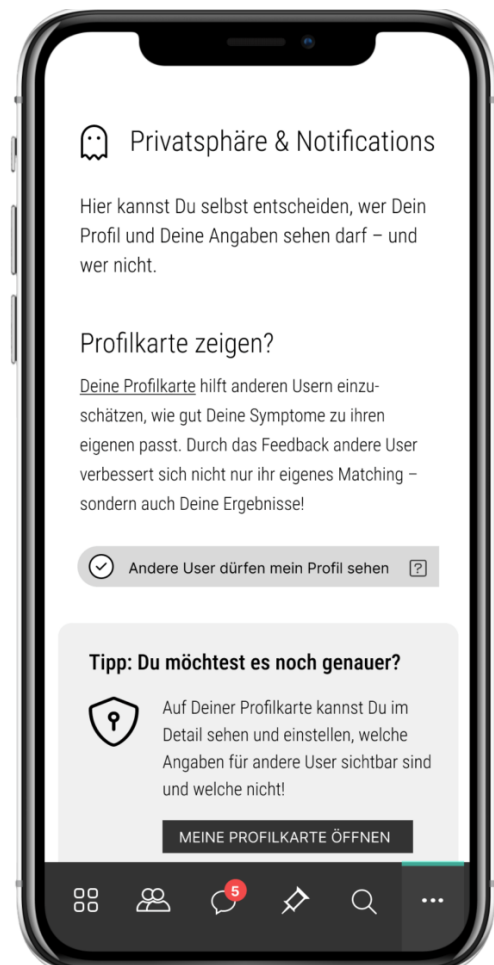 Privatsphäre & Notifications
Hier kannst Du selbst entscheiden, wer Dein
Profil und Deine Angaben sehen darf – und
wer nicht.
Profilkarte zeigen?
Deine Profilkarte hilft anderen Usern einzu-
schätzen, wie gut Deine Symptome zu ihren
eigenen passt. Durch das Feedback andere User
verbessert sich nicht nur ihr eigenes Matching –
sondern auch Deine Ergebnisse!
Andere User dürfen mein Profil sehen ?
Tipp: Du möchtest es noch genauer?
Auf Deiner Profilkarte kannst Du im
Detail sehen und einstellen, welche
Angaben für andere User sichtbar sind
und welche nicht!
MEINE PROFILKARTE ÖFFNEN
5